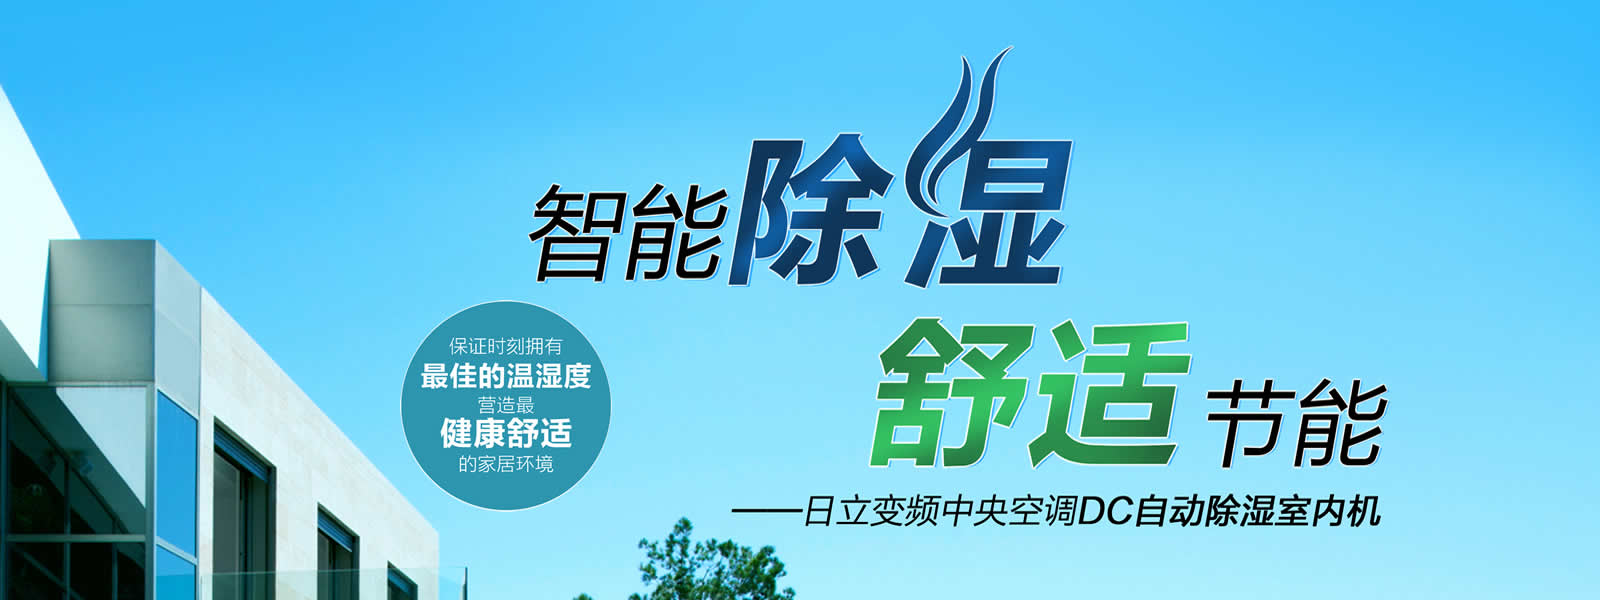 智能除湿
舒适节能
——日立变频中央空调DC自动除湿室内机
保证时刻拥有
最佳的温湿度
营造最
健康舒适
的家居环境